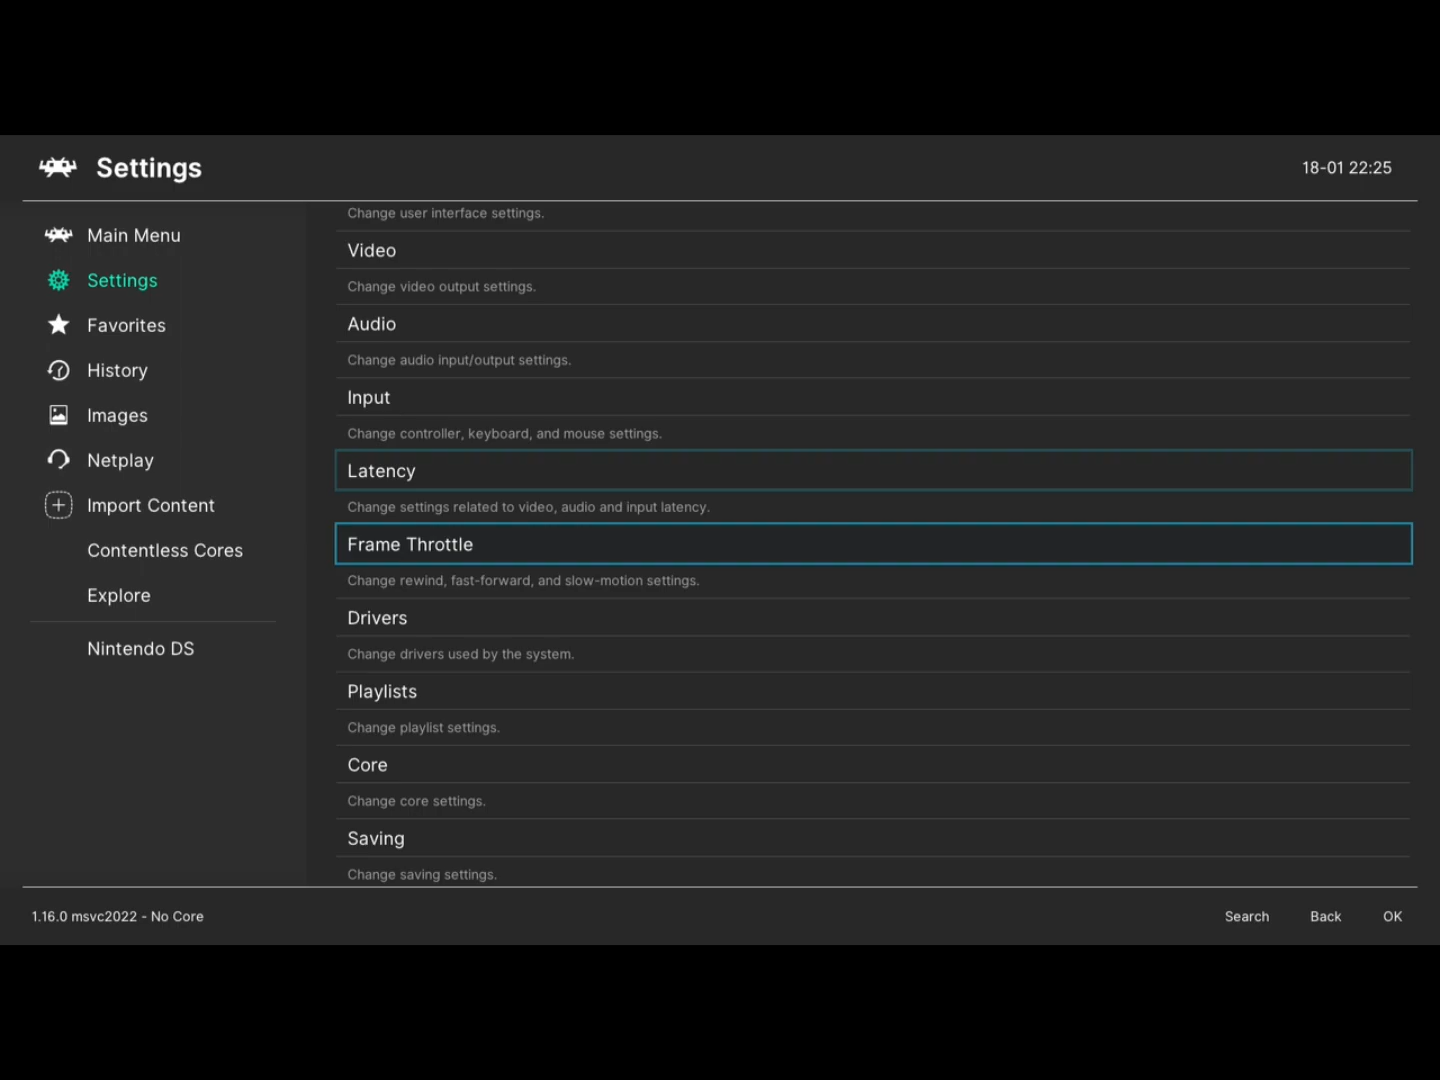 Settings
18-01 22:25
Main Menu
Settings
Favorites
History
Images
Netplay
Import Content
Contentless Cores
Explore
Nintendo DS
Change user interface settings.
Video
Change video output settings.
Audio
Change audio input/output settings.
Input
Change controller, keyboard, and mouse settings.
Latency
Change settings related to video, audio and input latency.
Frame Throttle
Change rewind, fast-forward, and slow-motion settings.
Drivers
Change drivers used by the system.
Playlists
Change playlist settings.
Core
Change core settings.
Saving
Change saving settings.
1.16.0 msvc2022 - No Core
Search
Back
OK